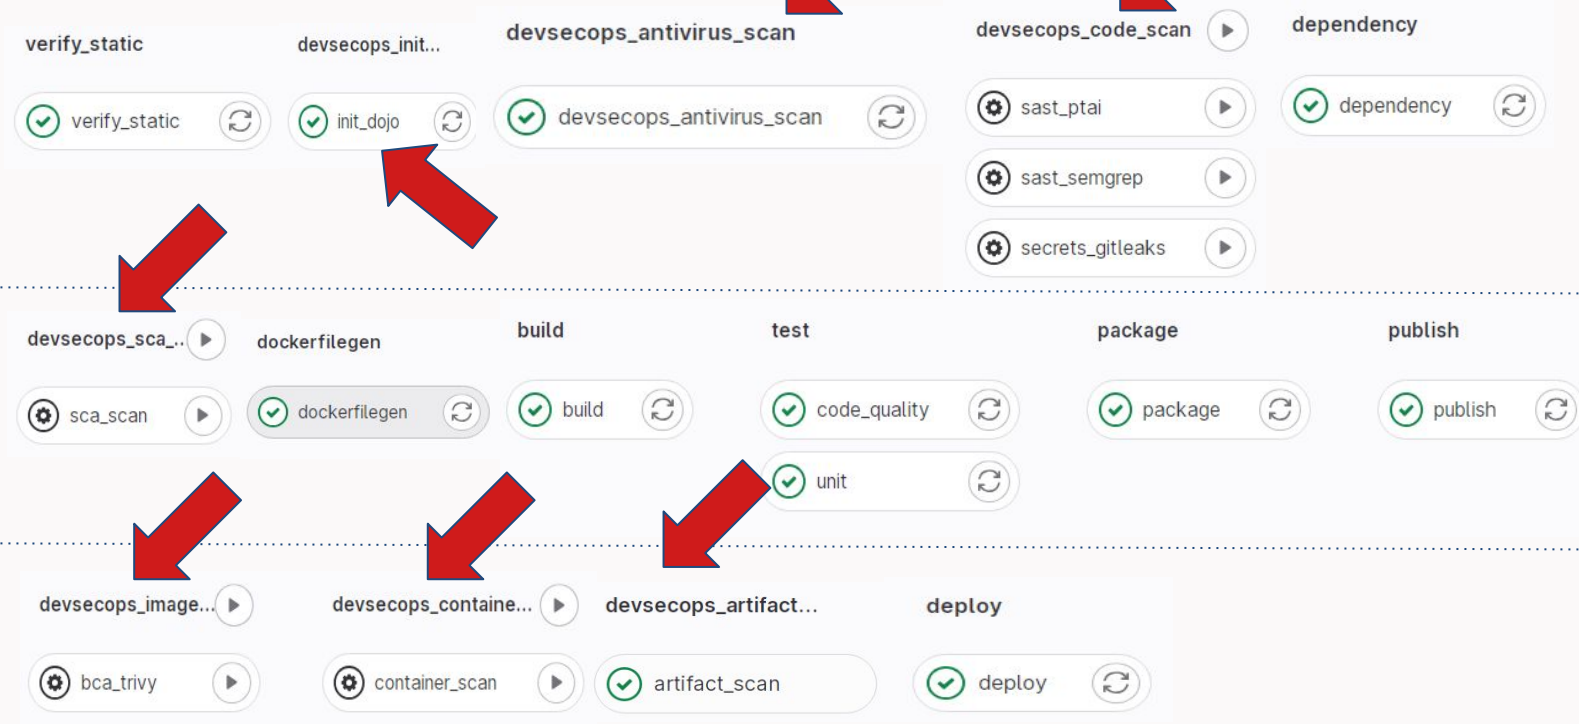 verify_static
devsecops_init...
devsecops_antivirus_scan
devsecops_code_scan
dependency
verify_static
init_dojo
devsecops_antivirus_scan
sast_ptai
dependency
sast_semgrep
secrets_gitleaks
devsecops_sca_..
dockerfilegen
build
test
package
publish
sca_scan
dockerfilegen
build
code_quality
package
publish
unit
devsecops_image...
devsecops_containe...
devsecops_artifact...
deploy
bca_trivy
container_scan
artifact_scan
deploy